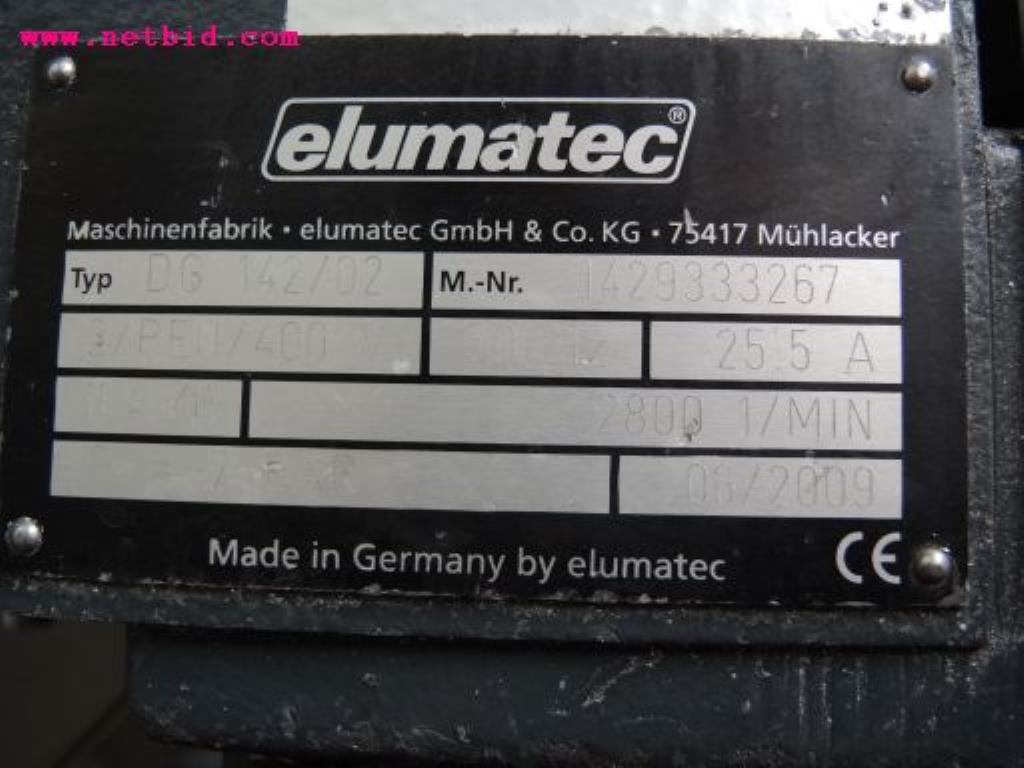 www.netbid.com
elumatec®
Maschinenfabrik • elumatec GmbH & Co. KG • 75417 Mühlacker
Typ DG 142/02 M.-Nr. 1429333267
400 25.5 A
2800 1/MIN
06/2009
Made in Germany by elumatec CE